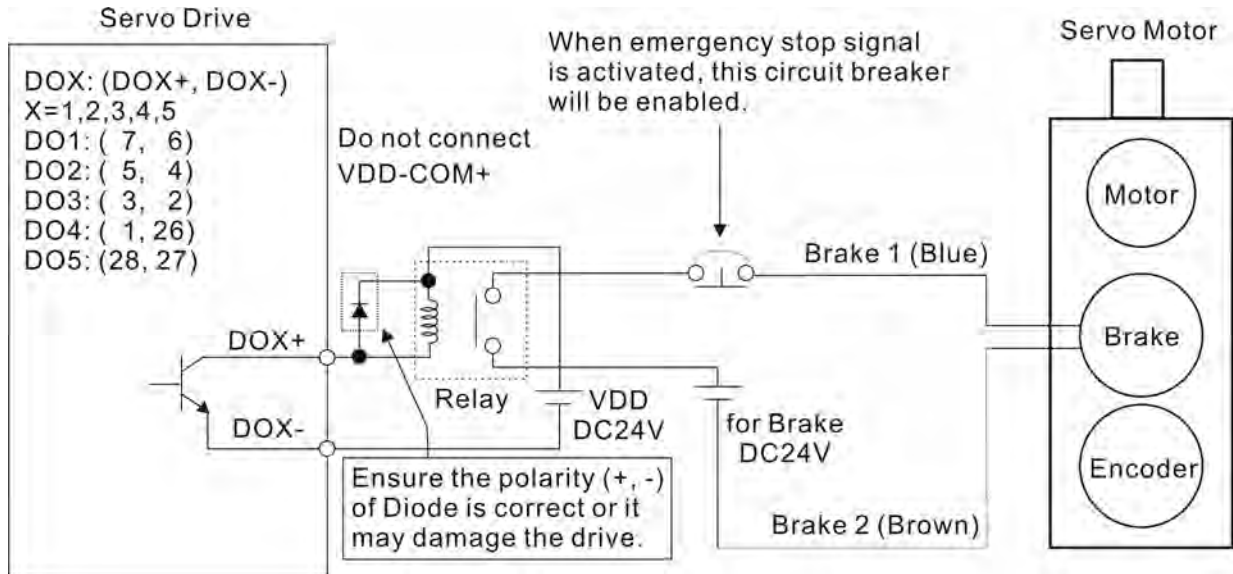 Servo Drive
DOX: (DOX+, DOX-)
X=1,2,3,4,5
DO1: ( 7, 6)
DO2: ( 5, 4)
DO3: ( 3, 2)
DO4: ( 1, 26)
DO5: (28, 27)
Do not connect
VDD-COM+
When emergency stop signal
is activated, this circuit breaker
will be enabled.
Servo Motor
Motor
Brake 1 (Blue)
Brake
DOX+
Relay
VDD
DC24V
for Brake
DC24V
DOX-
Encoder
Ensure the polarity (+, -)
of Diode is correct or it
may damage the drive.
Brake 2 (Brown)